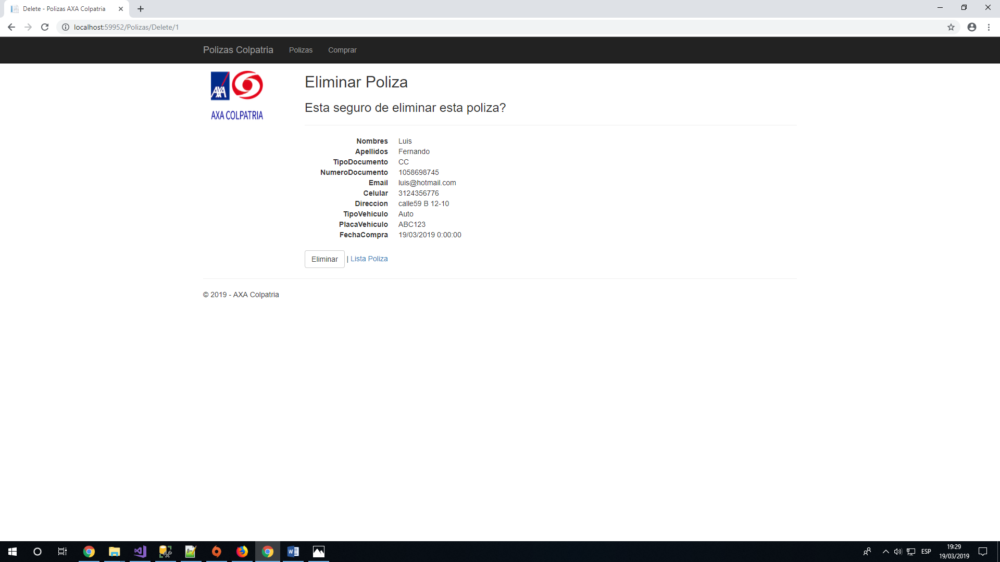 Delete - Polizas AXA Colpatria
localhost:59952/Polizas/Delete/1
Polizas Colpatria Polizas Comprar
AXA
AXA COLPATRIA
Eliminar Poliza
Esta seguro de eliminar esta poliza?
Nombres Luis
Apellidos Fernando
TipoDocumento CC
NumeroDocumento 1058698745
Email luis@hotmail.com
Celular 3124356776
Direccion calle59 B 12-10
TipoVehiculo Auto
PlacaVehiculo ABC123
FechaCompra 19/03/2019 0:00:00
Eliminar | Lista Poliza
© 2019 - AXA Colpatria
ESP
19:29
19/03/2019